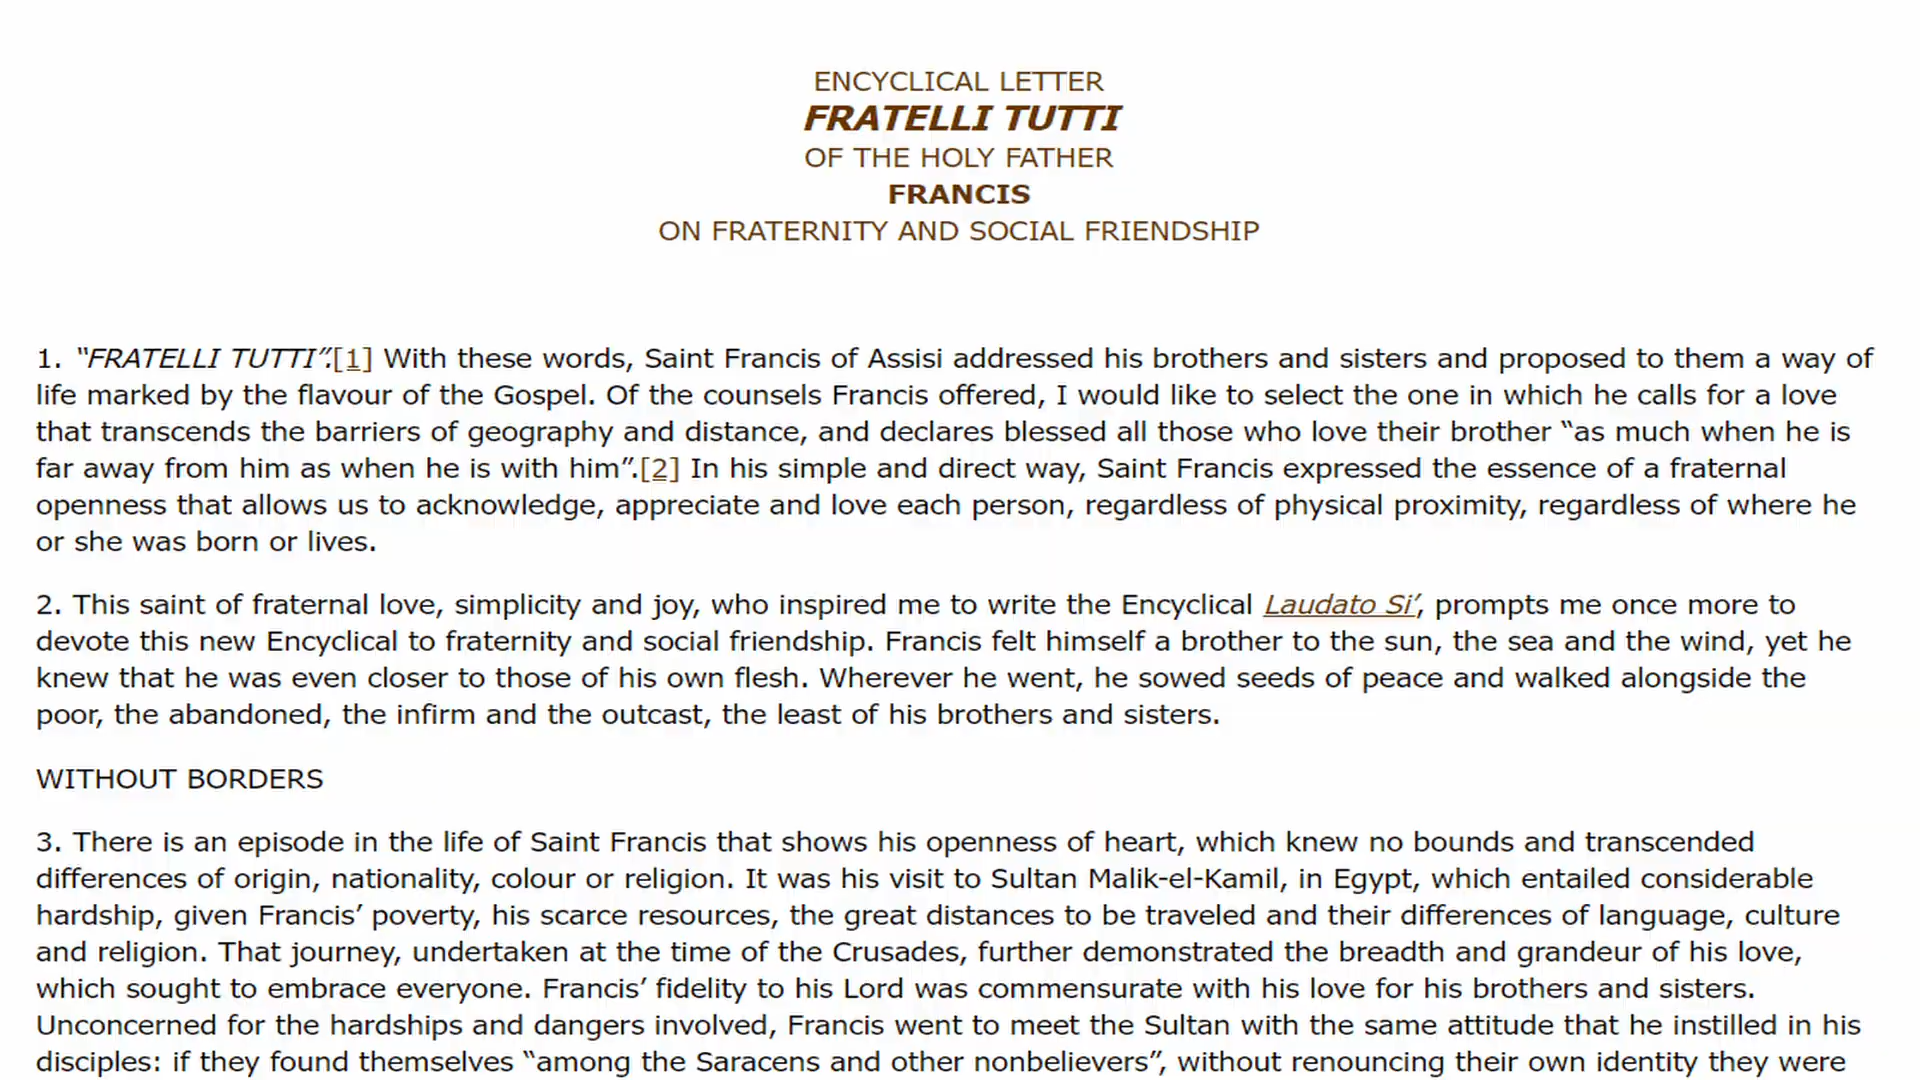 ENCYCLICAL LETTER
FRATELLI TUTTI
OF THE HOLY FATHER
FRANCIS
ON FRATERNITY AND SOCIAL FRIENDSHIP
1. “FRATELLI TUTTI”.[1] With these words, Saint Francis of Assisi addressed his brothers and sisters and proposed to them a way of
life marked by the flavour of the Gospel. Of the counsels Francis offered, I would like to select the one in which he calls for a love
that transcends the barriers of geography and distance, and declares blessed all those who love their brother “as much when he is
far away from him as when he is with him”.[2] In his simple and direct way, Saint Francis expressed the essence of a fraternal
openness that allows us to acknowledge, appreciate and love each person, regardless of physical proximity, regardless of where he
or she was born or lives.
2. This saint of fraternal love, simplicity and joy, who inspired me to write the Encyclical Laudato Si’, prompts me once more to
devote this new Encyclical to fraternity and social friendship. Francis felt himself a brother to the sun, the sea and the wind, yet he
knew that he was even closer to those of his own flesh. Wherever he went, he sowed seeds of peace and walked alongside the
poor, the abandoned, the infirm and the outcast, the least of his brothers and sisters.
WITHOUT BORDERS
3. There is an episode in the life of Saint Francis that shows his openness of heart, which knew no bounds and transcended
differences of origin, nationality, colour or religion. It was his visit to Sultan Malik-el-Kamil, in Egypt, which entailed considerable
hardship, given Francis’ poverty, his scarce resources, the great distances to be traveled and their differences of language, culture
and religion. That journey, undertaken at the time of the Crusades, further demonstrated the breadth and grandeur of his love,
which sought to embrace everyone. Francis’ fidelity to his Lord was commensurate with his love for his brothers and sisters.
Unconcerned for the hardships and dangers involved, Francis went to meet the Sultan with the same attitude that he instilled in his
disciples: if they found themselves “among the Saracens and other nonbelievers”, without renouncing their own identity they were